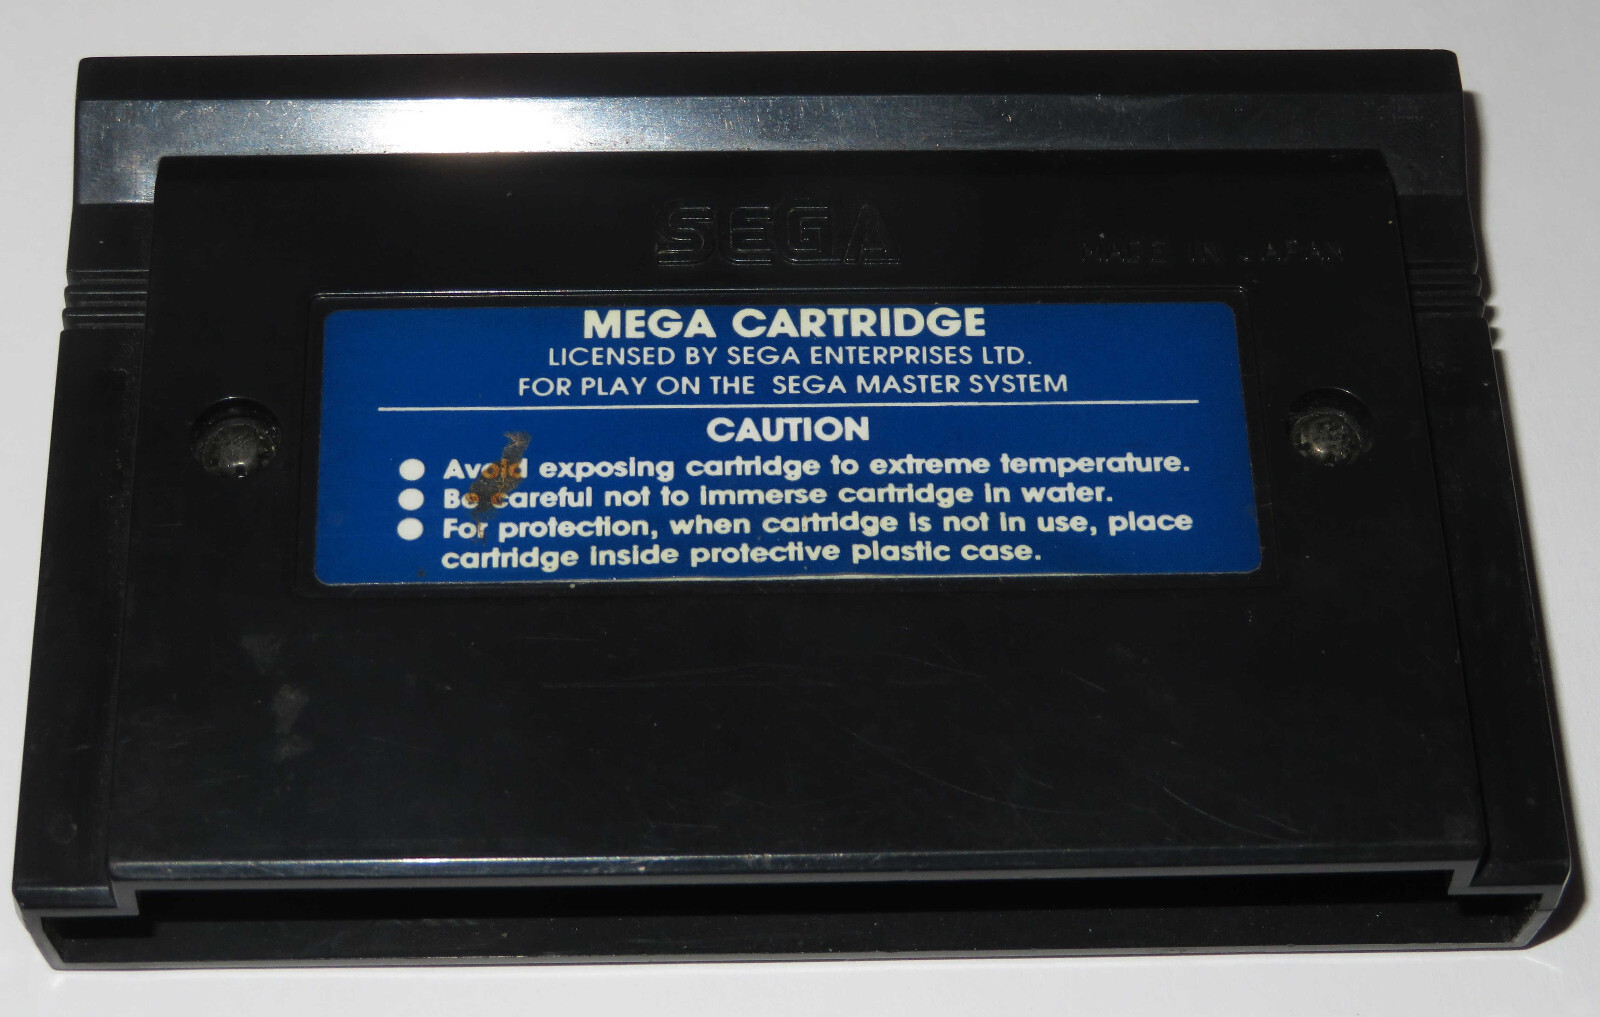 SEGA
MADE IN JAPAN
MEGA CARTRIDGE
LICENSED BY SEGA ENTERPRISES LTD.
FOR PLAY ON THE SEGA MASTER SYSTEM
CAUTION
● Avoid exposing cartridge to extreme temperature.
● Be careful not to immerse cartridge in water.
● For protection, when cartridge is not in use, place
cartridge inside protective plastic case.